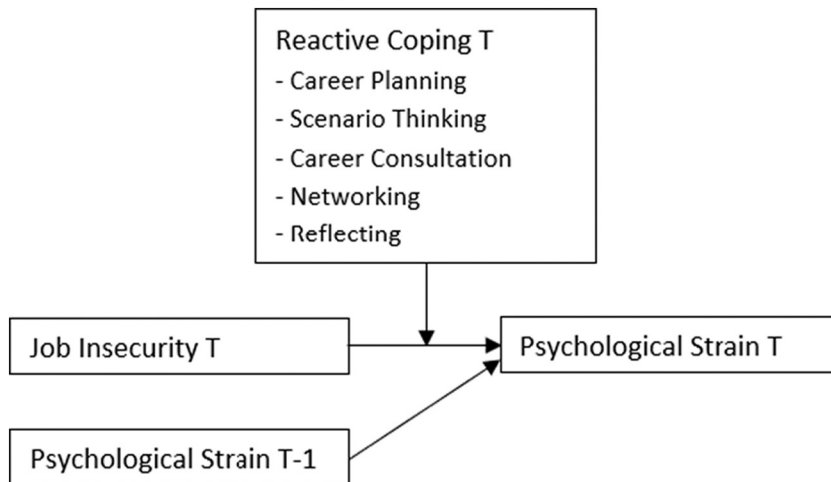 Reactive Coping T
- Career Planning
- Scenario Thinking
- Career Consultation
- Networking
- Reflecting
Job Insecurity T
Psychological Strain T
Psychological Strain T-1